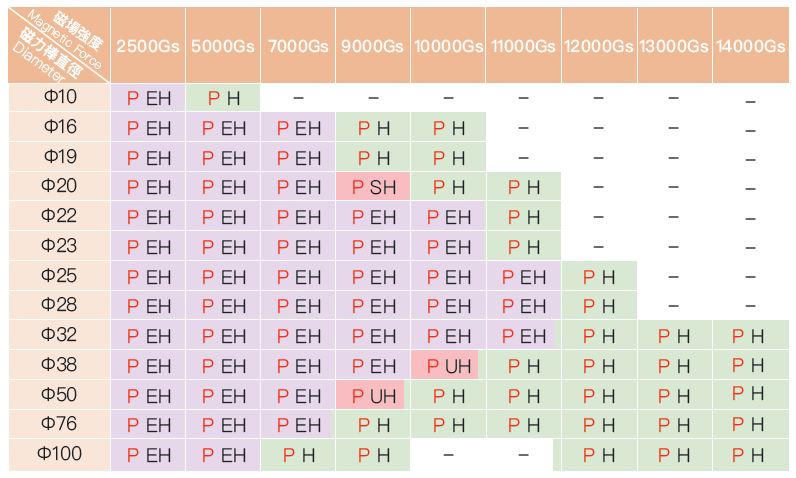 磁場強度
Magnetic Force
磁力棒直徑
Diameter
2500Gs 5000Gs 7000Gs 9000Gs 10000Gs 11000Gs 12000Gs 13000Gs 14000Gs
Φ10 P EH P H – – – – – – –
Φ16 P EH P EH P EH P H P H – – – –
Φ19 P EH P EH P EH P H P H – – – –
Φ20 P EH P EH P EH P SH P H P H – – –
Φ22 P EH P EH P EH P EH P EH P H – – –
Φ23 P EH P EH P EH P EH P EH P H – – –
Φ25 P EH P EH P EH P EH P EH P EH P H – –
Φ28 P EH P EH P EH P EH P EH P EH P H – –
Φ32 P EH P EH P EH P EH P EH P EH P H P H P H
Φ38 P EH P EH P EH P EH P UH P H P H P H P H
Φ50 P EH P EH P EH P UH P H P H P H P H P H
Φ76 P EH P EH P EH P H P H P H P H P H P H
Φ100 P EH P EH P H P H – – P H P H P H